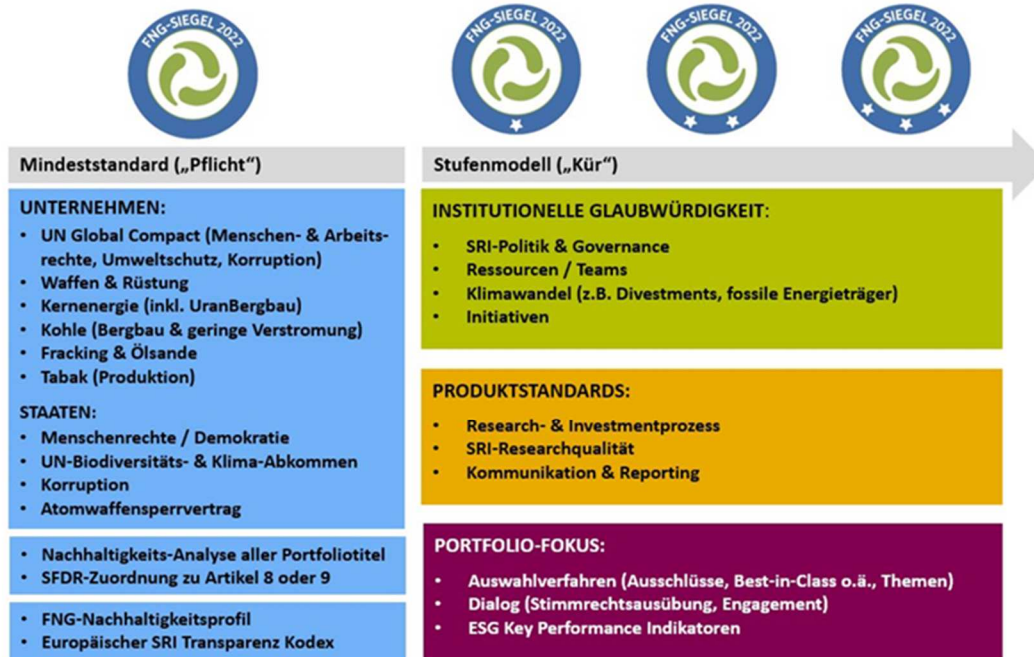 FNG-SIEGEL 2022
FNG-SIEGEL 2022
FNG-SIEGEL 2022
FNG-SIEGEL 2022
Mindeststandard („Pflicht“)
Stufenmodell („Kür“)
UNTERNEHMEN:
• UN Global Compact (Menschen- & Arbeits-
rechte, Umweltschutz, Korruption)
• Waffen & Rüstung
• Kernenergie (inkl. UranBergbau)
• Kohle (Bergbau & geringe Verstromung)
• Fracking & Ölsande
• Tabak (Produktion)
STAATEN:
• Menschenrechte / Demokratie
• UN-Biodiversitäts- & Klima-Abkommen
• Korruption
• Atomwaffensperrvertrag
• Nachhaltigkeits-Analyse aller Portfoliotitel
• SFDR-Zuordnung zu Artikel 8 oder 9
• FNG-Nachhaltigkeitsprofil
• Europäischer SRI Transparenz Kodex
INSTITUTIONELLE GLAUBWÜRDIGKEIT:
• SRI-Politik & Governance
• Ressourcen / Teams
• Klimawandel (z.B. Divestments, fossile Energieträger)
• Initiativen
PRODUKTSTANDARDS:
• Research- & Investmentprozess
• SRI-Researchqualität
• Kommunikation & Reporting
PORTFOLIO-FOKUS:
• Auswahlverfahren (Ausschlüsse, Best-in-Class o.ä., Themen)
• Dialog (Stimmrechtsausübung, Engagement)
• ESG Key Performance Indikatoren